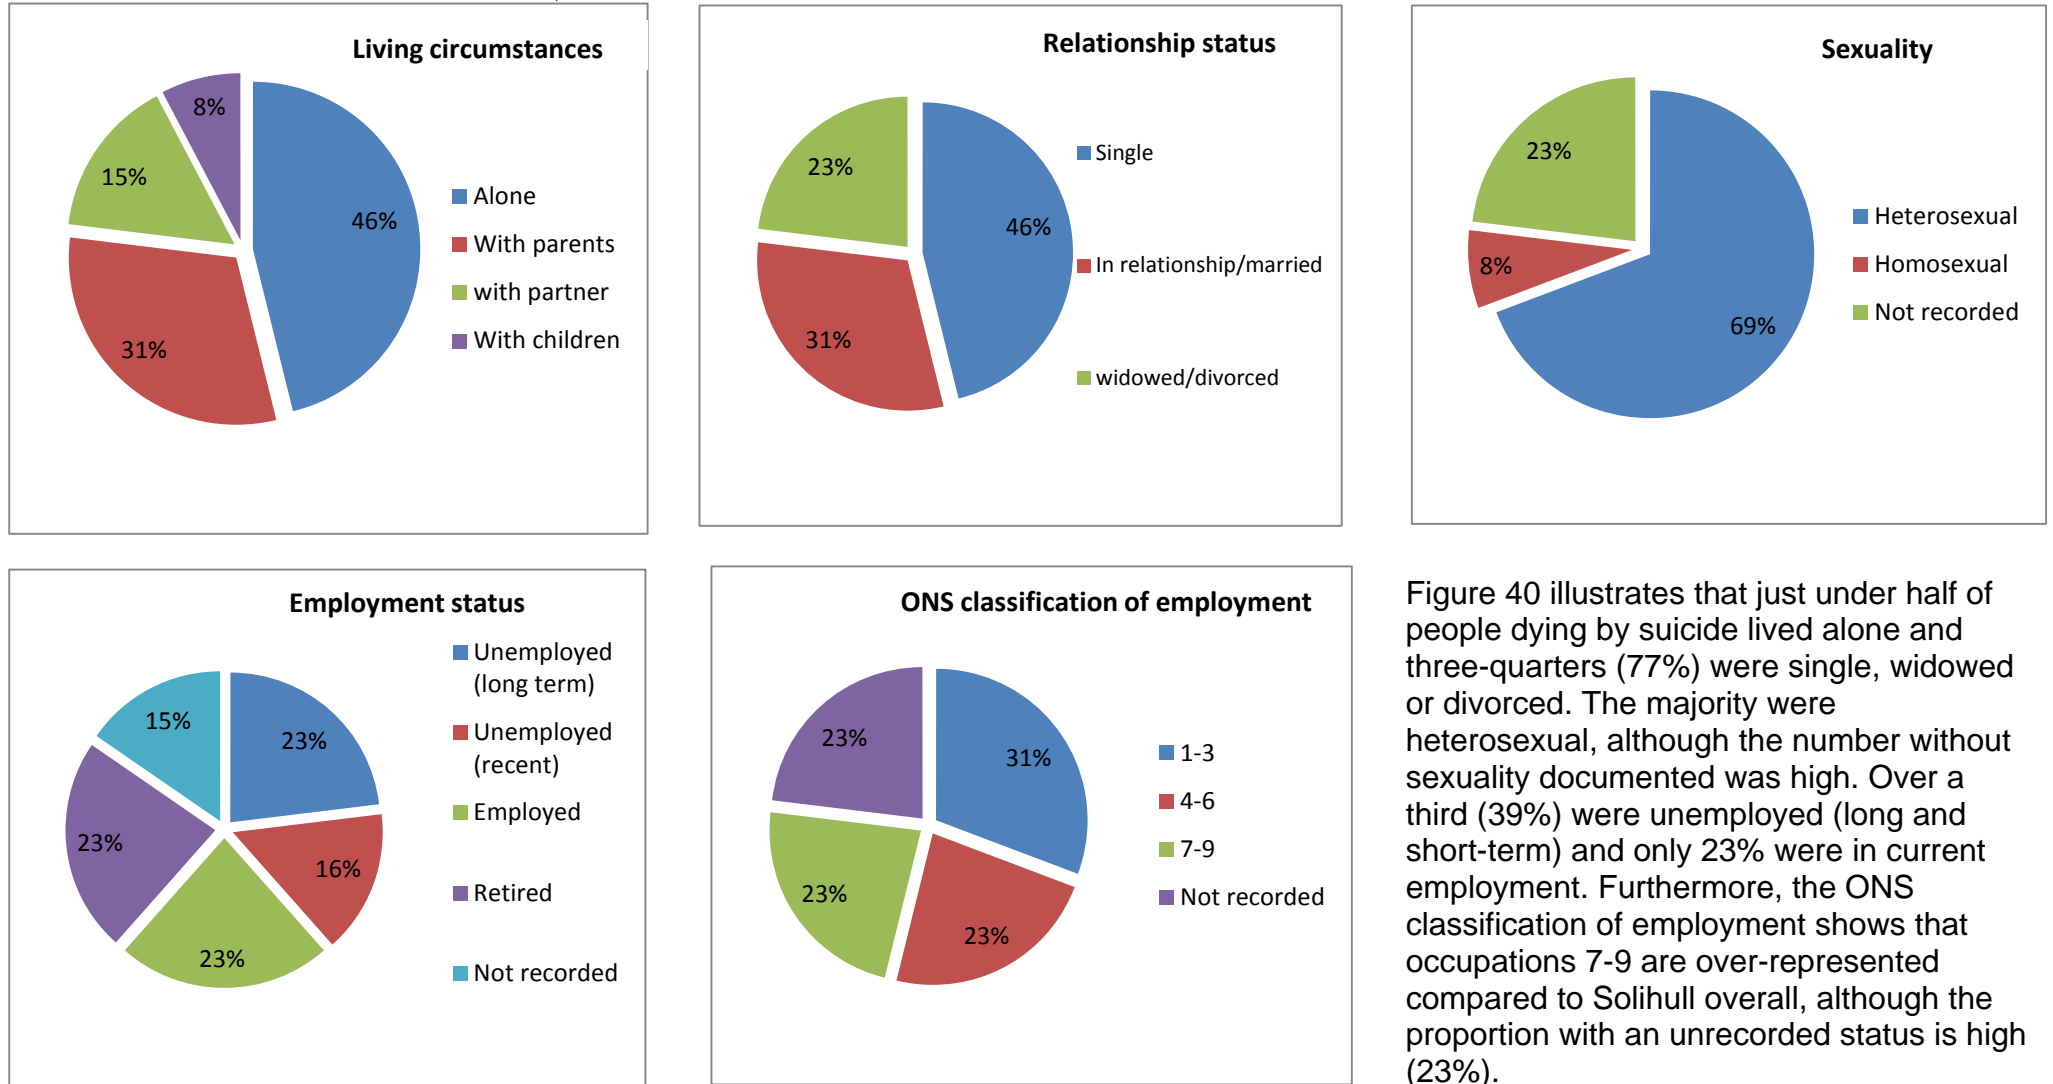 Living circumstances
8%
15%
46%
31%
Alone
With parents
with partner
With children
Relationship status
23%
46%
31%
Single
In relationship/married
widowed/divorced
Sexuality
23%
8%
69%
Heterosexual
Homosexual
Not recorded
Employment status
15%
23%
23%
16%
23%
Unemployed
(long term)
Unemployed
(recent)
Employed
Retired
Not recorded
ONS classification of employment
23%
31%
23%
23%
1-3
4-6
7-9
Not recorded
Figure 40 illustrates that just under half of
people dying by suicide lived alone and
three-quarters (77%) were single, widowed
or divorced. The majority were
heterosexual, although the number without
sexuality documented was high. Over a
third (39%) were unemployed (long and
short-term) and only 23% were in current
employment. Furthermore, the ONS
classification of employment shows that
occupations 7-9 are over-represented
compared to Solihull overall, although the
proportion with an unrecorded status is high
(23%).